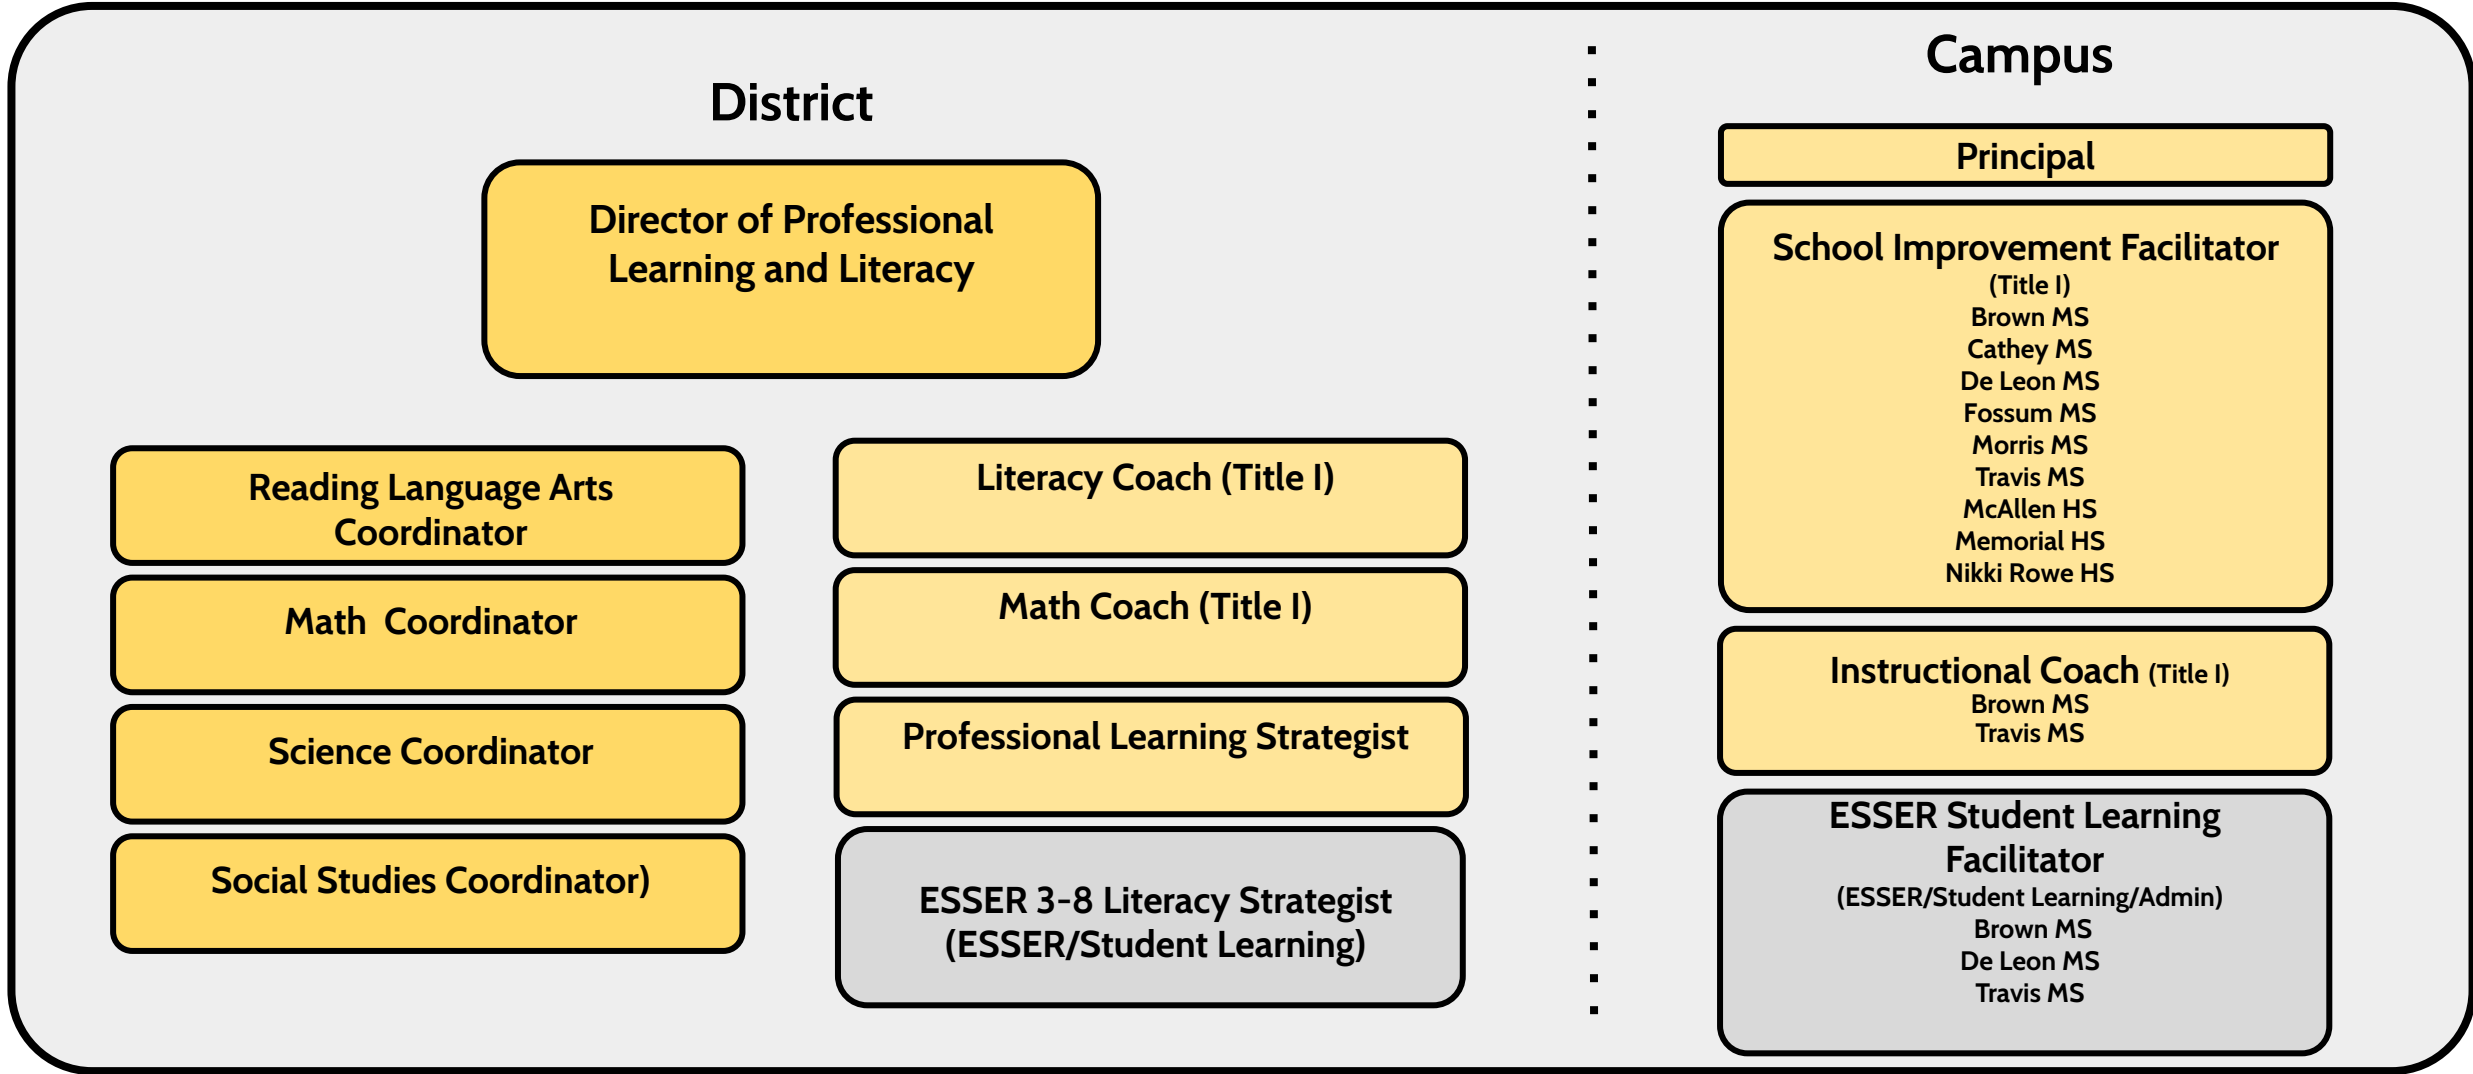 District
Director of Professional
Learning and Literacy
Reading Language Arts
Coordinator
Math  Coordinator
Science Coordinator
Social Studies Coordinator)
Literacy Coach (Title I)
Math Coach (Title I)
Professional Learning Strategist
ESSER 3-8 Literacy Strategist
(ESSER/Student Learning)
Campus
Principal
School Improvement Facilitator
(Title I)
Brown MS
Cathey MS
De Leon MS
Fossum MS
Morris MS
Travis MS
McAllen HS
Memorial HS
Nikki Rowe HS
Instructional Coach (Title I)
Brown MS
Travis MS
ESSER Student Learning
Facilitator
(ESSER/Student Learning/Admin)
Brown MS
De Leon MS
Travis MS